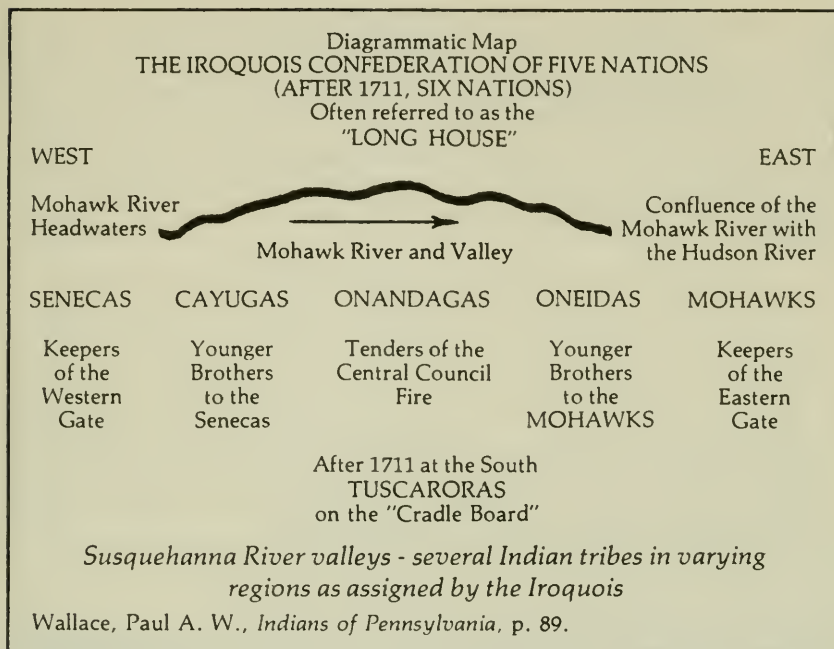 Diagrammatic Map
THE IROQUOIS CONFEDERATION OF FIVE NATIONS
(AFTER 1711, SIX NATIONS)
Often referred to as the
"LONG HOUSE"
WEST
EAST
Mohawk River
Headwaters
Confluence of the
Mohawk River with
the Hudson River
Mohawk River and Valley
SENECAS
Keepers
of the
Western
Gate
CAYUGAS
Younger
Brothers
to the
Senecas
ONANDAGAS
Tenders of the
Central Council
Fire
ONEIDAS
Younger
Brothers
to the
MOHAWKS
MOHAWKS
Keepers
of the
Eastern
Gate
After 1711 at the South
TUSCARORAS
on the "Cradle Board"
Susquehanna River valleys - several Indian tribes in varying
regions as assigned by the Iroquois
Wallace, Paul A. W., Indians of Pennsylvania, p. 89.